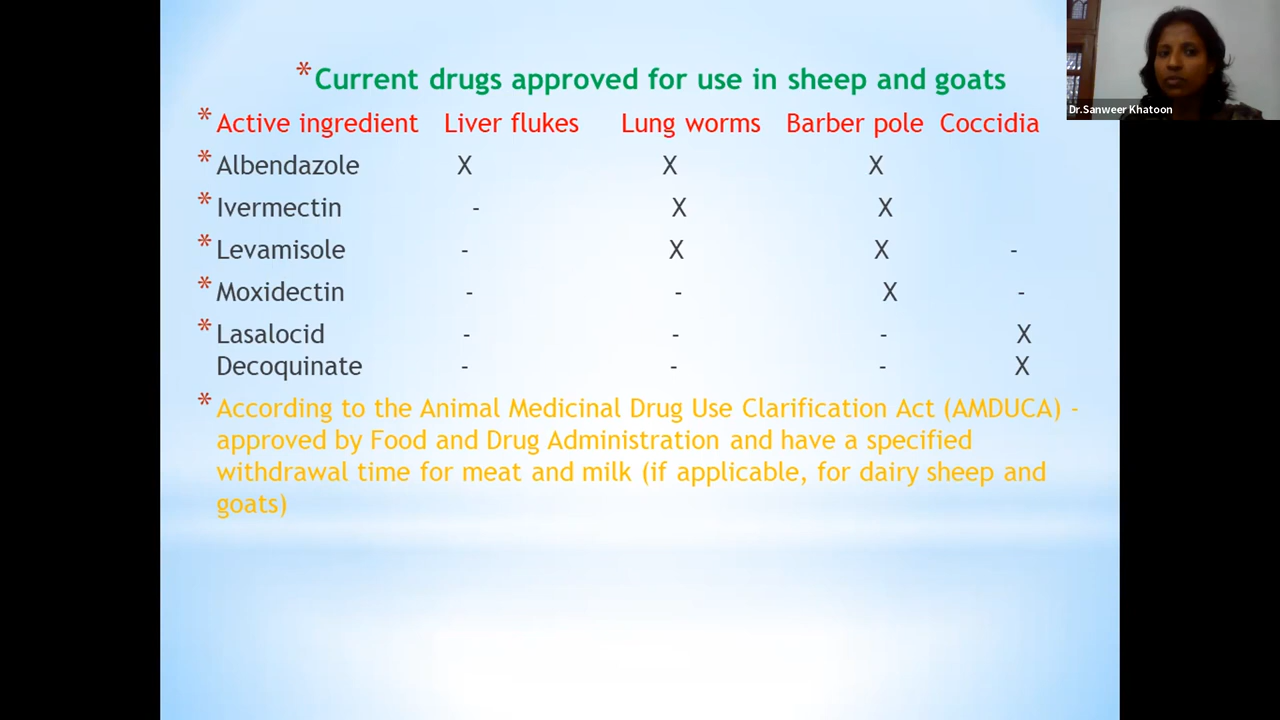 * Current drugs approved for use in sheep and goats
Dr.Sanweer Khatoon
* Active ingredient Liver flukes Lung worms Barber pole Coccidia
* Albendazole X X X
* Ivermectin - X X
* Levamisole - X X -
* Moxidectin - - X -
* Lasalocid - - - X
Decoquinate - - - X
* According to the Animal Medicinal Drug Use Clarification Act (AMDUCA) -
approved by Food and Drug Administration and have a specified
withdrawal time for meat and milk (if applicable, for dairy sheep and
goats)